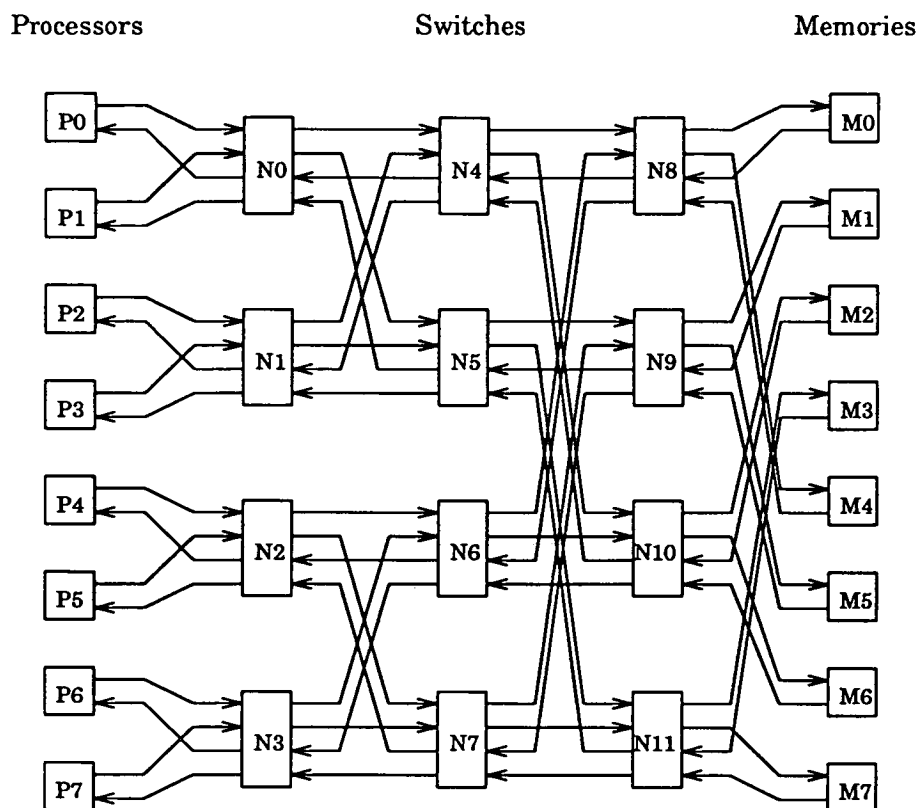 Processors Switches Memories
P0
P1
P2
P3
P4
P5
P6
P7
N0
N1
N2
N3
N4
N5
N6
N7
N8
N9
N10
N11
M0
M1
M2
M3
M4
M5
M6
M7